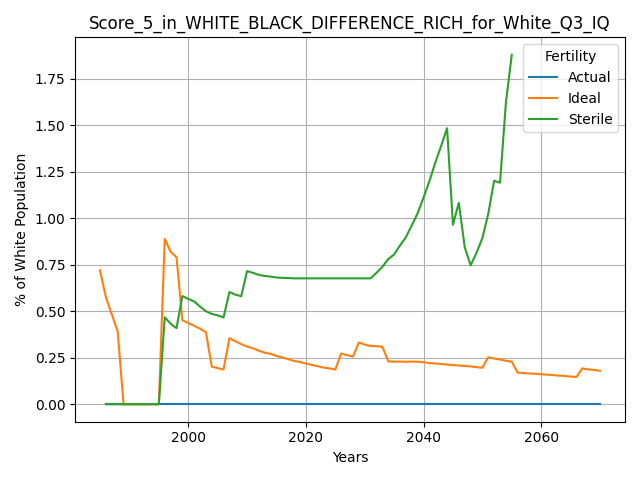 Score_5_in_WHITE_BLACK_DIFFERENCE_RICH_for_White_Q3_IQ
Fertility
Actual
Ideal
Sterile
% of White Population
1.75
1.50
1.25
1.00
0.75
0.50
0.25
0.00
2000
2020
2040
2060
Years